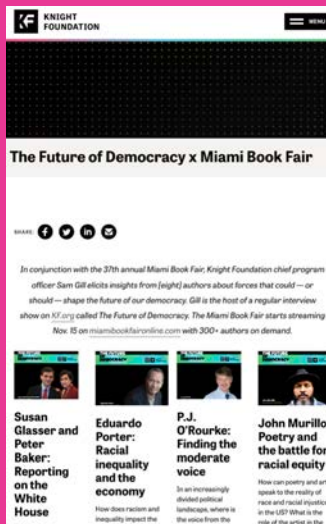 KNIGHT
FOUNDATION
MENU
The Future of Democracy x Miami Book Fair
SHARE:
In conjunction with the 37th annual Miami Book Fair, Knight Foundation chief program
officer Sam Gill elicits insights from [eight] authors about forces that could — or
should — shape the future of our democracy. Gill is the host of a regular interview
show on KF.org called The Future of Democracy. The Miami Book Fair starts streaming
Nov. 15 on miamibookfaironline.com with 300+ authors on demand.
Susan
Glasser and
Peter
Baker:
Reporting
on the
White
House
Eduardo
Porter:
Racial
inequality
and the
economy
How does racism and
inequality impact the
P.J.
O'Rourke:
Finding the
moderate
voice
In an increasingly
divided political
landscape, where is
the voice from the
John Murillo
Poetry and
the battle for
racial equity
How can poetry and art
speak to the reality of
race and racial injustice
in the US? What is the
role of the artist in the